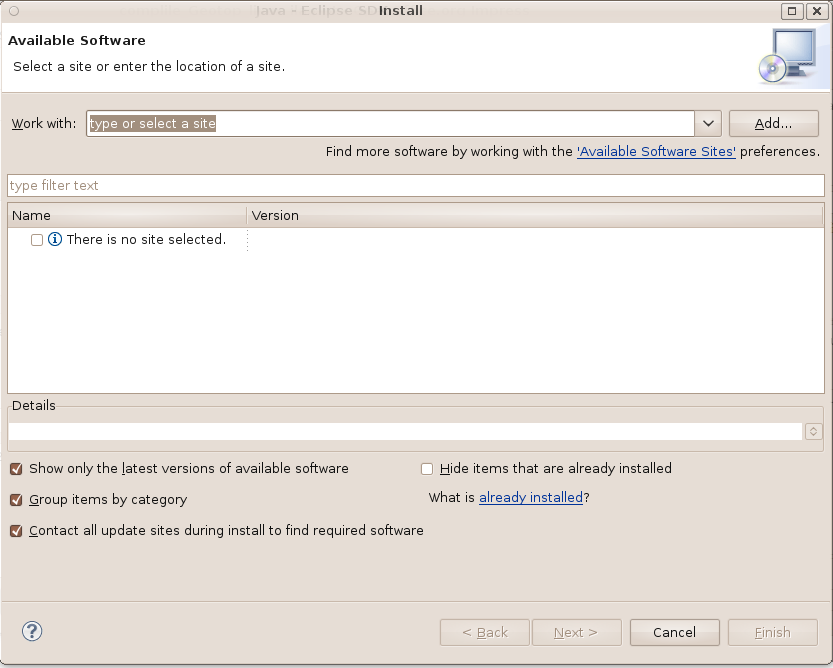 Java - Eclipse SD
Install
Available Software
Select a site or enter the location of a site.
Work with: type or select a site Add...
Find more software by working with the 'Available Software Sites' preferences.
type filter text
Name Version
There is no site selected.
Details
Show only the latest versions of available software Hide items that are already installed
Group items by category What is already installed?
Contact all update sites during install to find required software
< Back Next > Cancel Finish